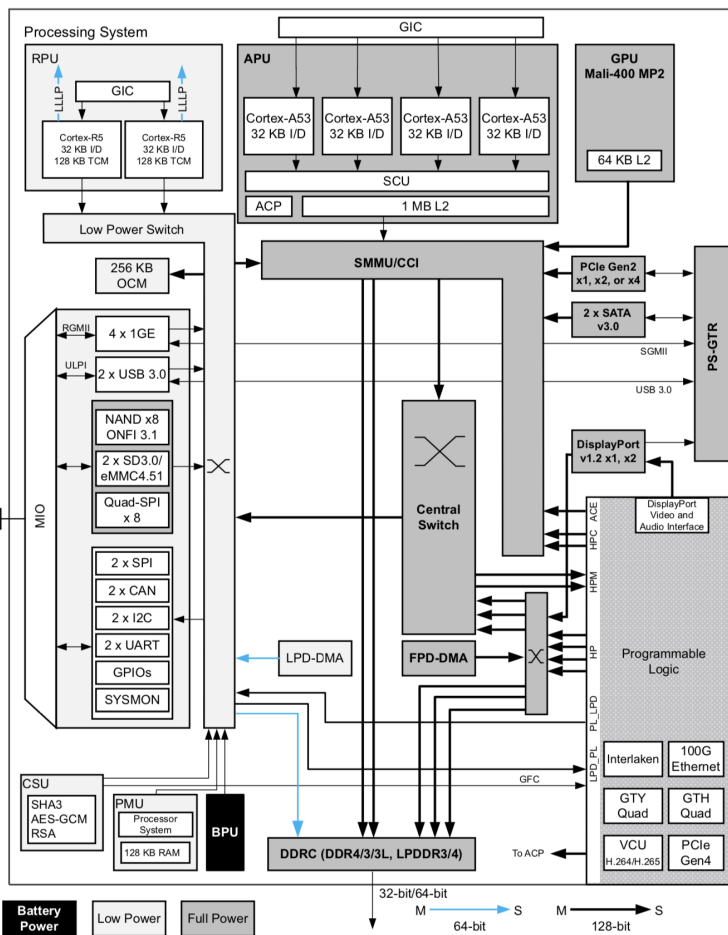 Processing System
RPU
LLLP
LLLP
GIC
Cortex-R5
32 KB I/D
128 KB TCM
Cortex-R5
32 KB I/D
128 KB TCM
GIC
APU
Cortex-A53
32 KB I/D
Cortex-A53
32 KB I/D
Cortex-A53
32 KB I/D
Cortex-A53
32 KB I/D
SCU
ACP
1 MB L2
GPU
Mali-400 MP2
64 KB L2
Low Power Switch
256 KB
OCM
SMMU/CCI
PCIe Gen2
x1, x2, or x4
2 x SATA
v3.0
PS-GTR
SGMII
USB 3.0
MIO
RGMII
4 x 1GE
ULPI
2 x USB 3.0
NAND x8
ONFI 3.1
2 x SD3.0/
eMMC4.51
Quad-SPI
x 8
2 x SPI
2 x CAN
2 x I2C
2 x UART
GPIOs
SYSMON
Central
Switch
DisplayPort
v1.2 x1, x2
DisplayPort
Video and
Audio Interface
ACE
HPC
HPM
HP
PL_LPD
LPD_PL
LPD-DMA
FPD-DMA
Programmable
Logic
Interlaken
100G
Ethernet
GTY
Quad
GTH
Quad
VCU
H.264/H.265
PCIe
Gen4
GFC
CSU
SHA3
AES-GCM
RSA
PMU
Processor
System
128 KB RAM
BPU
DDRC (DDR4/3/3L, LPDDR3/4)
To ACP
32-bit/64-bit
Battery
Power
Low Power
Full Power
M
S
64-bit
M
S
128-bit